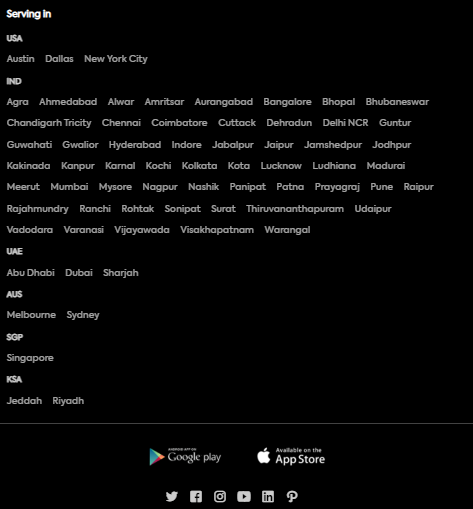 Serving in
USA
Austin Dallas New York City
IND
Agra Ahmedabad Alwar Amritsar Aurangabad Bangalore Bhopal Bhubaneswar
Chandigarh Tricity Chennai Coimbatore Cuttack Dehradun Delhi NCR Guntur
Guwahati Gwalior Hyderabad Indore Jabalpur Jaipur Jamshedpur Jodhpur
Kakinada Kanpur Karnal Kochi Kolkata Kota Lucknow Ludhiana Madurai
Meerut Mumbai Mysore Nagpur Nashik Panipat Patna Prayagraj Pune Raipur
Rajahmundry Ranchi Rohtak Sonipat Surat Thiruvananthapuram Udaipur
Vadodara Varanasi Vijayawada Visakhapatnam Warangal
UAE
Abu Dhabi Dubai Sharjah
AUS
Melbourne Sydney
SGP
Singapore
KSA
Jeddah Riyadh
ANDROID APP ON
Google play
Available on the
App Store